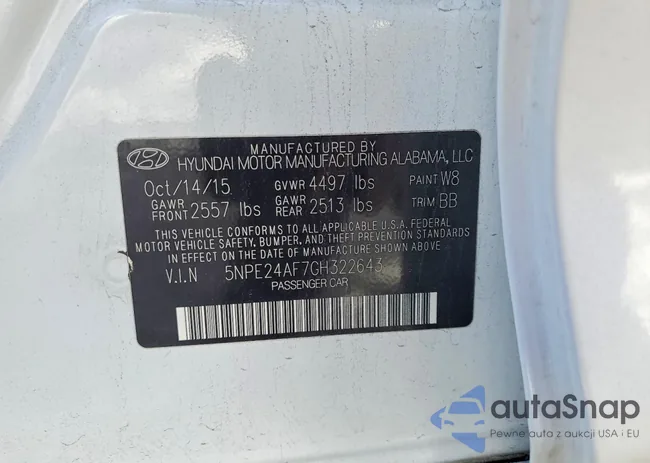 MANUFACTURED BY
HYUNDAI MOTOR MANUFACTURING ALABAMA, LLC
Oct/14/15 GVWR 4497 lbs PAINT W8
GAWR FRONT 2557 lbs GAWR REAR 2513 lbs TRIM BB
THIS VEHICLE CONFORMS TO ALL APPLICABLE U.S.A. FEDERAL
MOTOR VEHICLE SAFETY, BUMPER, AND THEFT PREVENTION STANDARDS
IN EFFECT ON THE DATE OF MANUFACTURE SHOWN ABOVE.
V.I.N 5NPE24AF7GH322643
PASSENGER CAR
autoSnap
Pewne auta z aukcji USA i EU